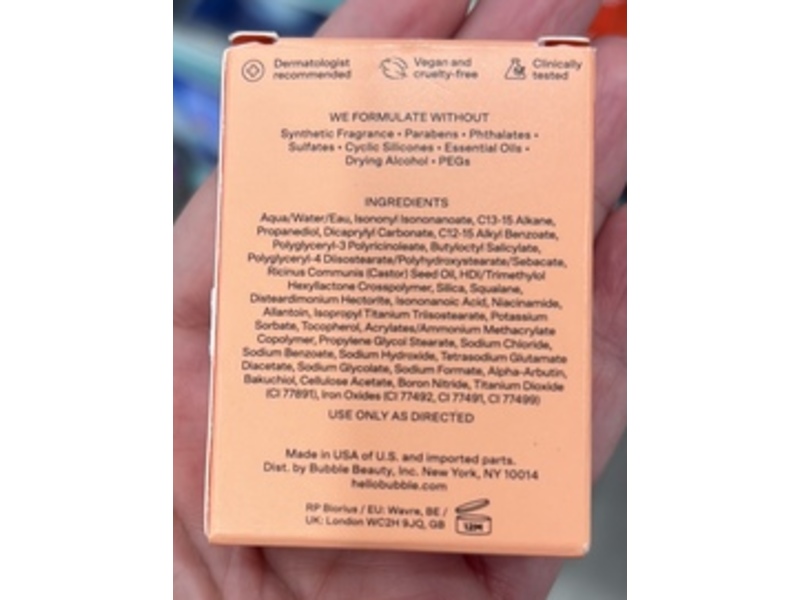 Dermatologist recommended
Vegan and cruelty-free
Clinically tested
WE FORMULATE WITHOUT
Synthetic Fragrance • Parabens • Phthalates •
Sulfates • Cyclic Silicones • Essential Oils •
Drying Alcohol • PEGs
INGREDIENTS
Aqua/Water/Eau, Isononyl Isononanoate, C13-15 Alkane,
Propanediol, Dicaprylyl Carbonate, C12-15 Alkyl Benzoate,
Polyglyceryl-3 Polyricinoleate, Butyloctyl Salicylate,
Polyglyceryl-4 Diisostearate/Polyhydroxystearate/Sebacate,
Ricinus Communis (Castor) Seed Oil, HDI/Trimethylol
Hexyllactone Crosspolymer, Silica, Squalane,
Disteardimonium Hectorite, Isononanoic Acid, Niacinamide,
Allantoin, Isopropyl Titanium Triisostearate, Potassium
Sorbate, Tocopherol, Acrylates/Ammonium Methacrylate
Copolymer, Propylene Glycol Stearate, Sodium Chloride,
Sodium Benzoate, Sodium Hydroxide, Tetrasodium Glutamate
Diacetate, Sodium Glycolate, Sodium Formate, Alpha-Arbutin,
Bakuchiol, Cellulose Acetate, Boron Nitride, Titanium Dioxide
(CI 77891), Iron Oxides (CI 77492, CI 77491, CI 77499)
USE ONLY AS DIRECTED
Made in USA of U.S. and imported parts.
Dist. by Bubble Beauty, Inc. New York, NY 10014
hellobubble.com
RP Biorius / EU: Wavre, BE /
UK: London WC2H 9JQ, GB
12M